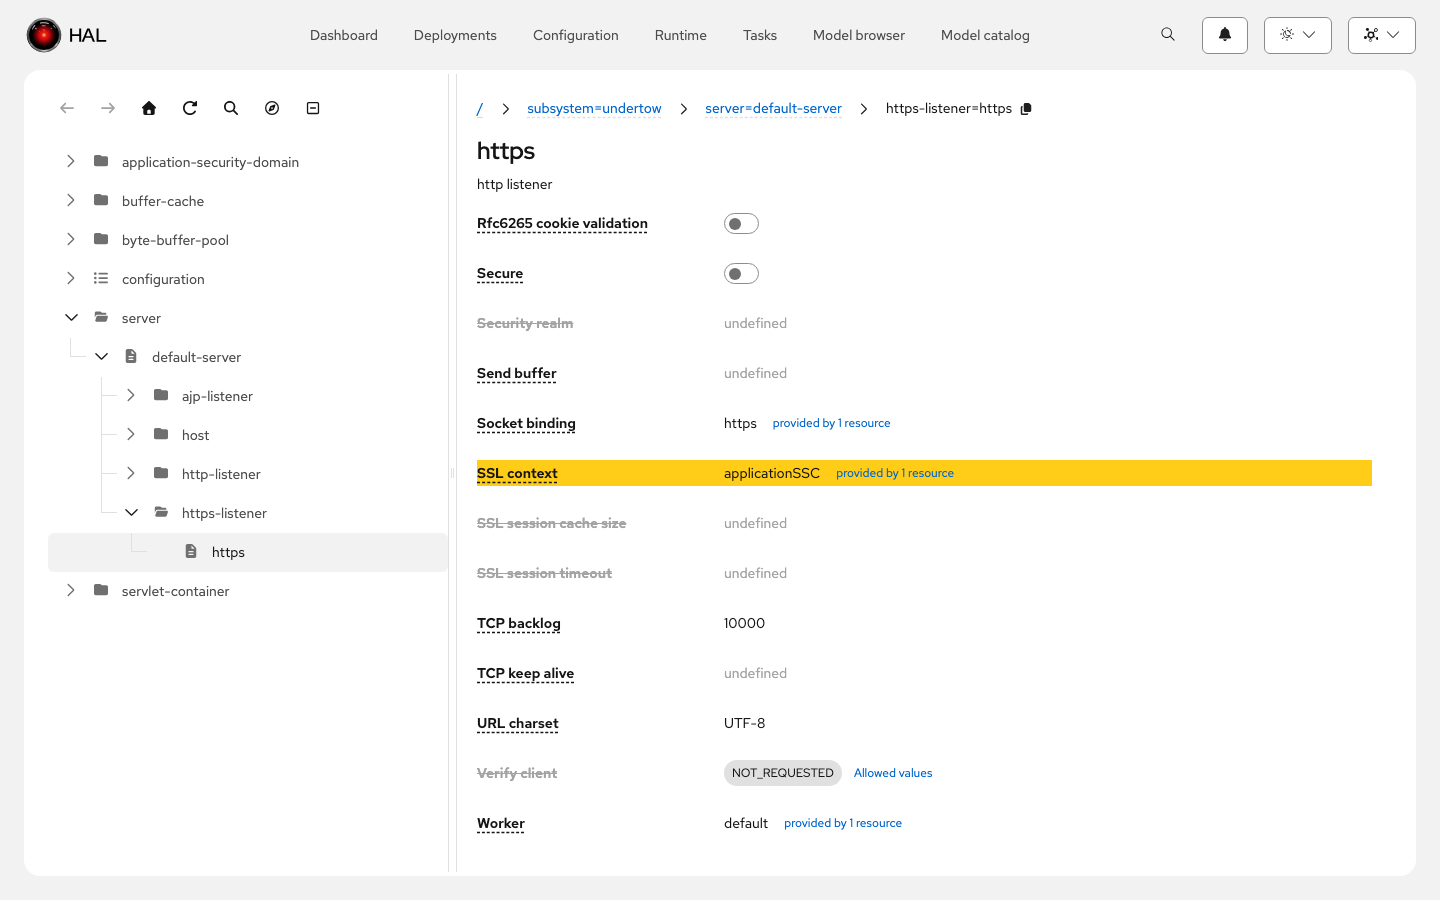 HAL
Dashboard Deployments Configuration Runtime Tasks Model browser Model catalog
application-security-domain
buffer-cache
byte-buffer-pool
configuration
server
default-server
ajp-listener
host
http-listener
https-listener
https
servlet-container
/ subsystem=undertow server=default-server https-listener=https
https
http listener
Rfc6265 cookie validation
Secure
Security realm undefined
Send buffer undefined
Socket binding https provided by 1 resource
SSL context applicationSSC provided by 1 resource
SSL session cache size undefined
SSL session timeout undefined
TCP backlog 10000
TCP keep alive undefined
URL charset UTF-8
Verify client NOT_REQUESTED Allowed values
Worker default provided by 1 resource